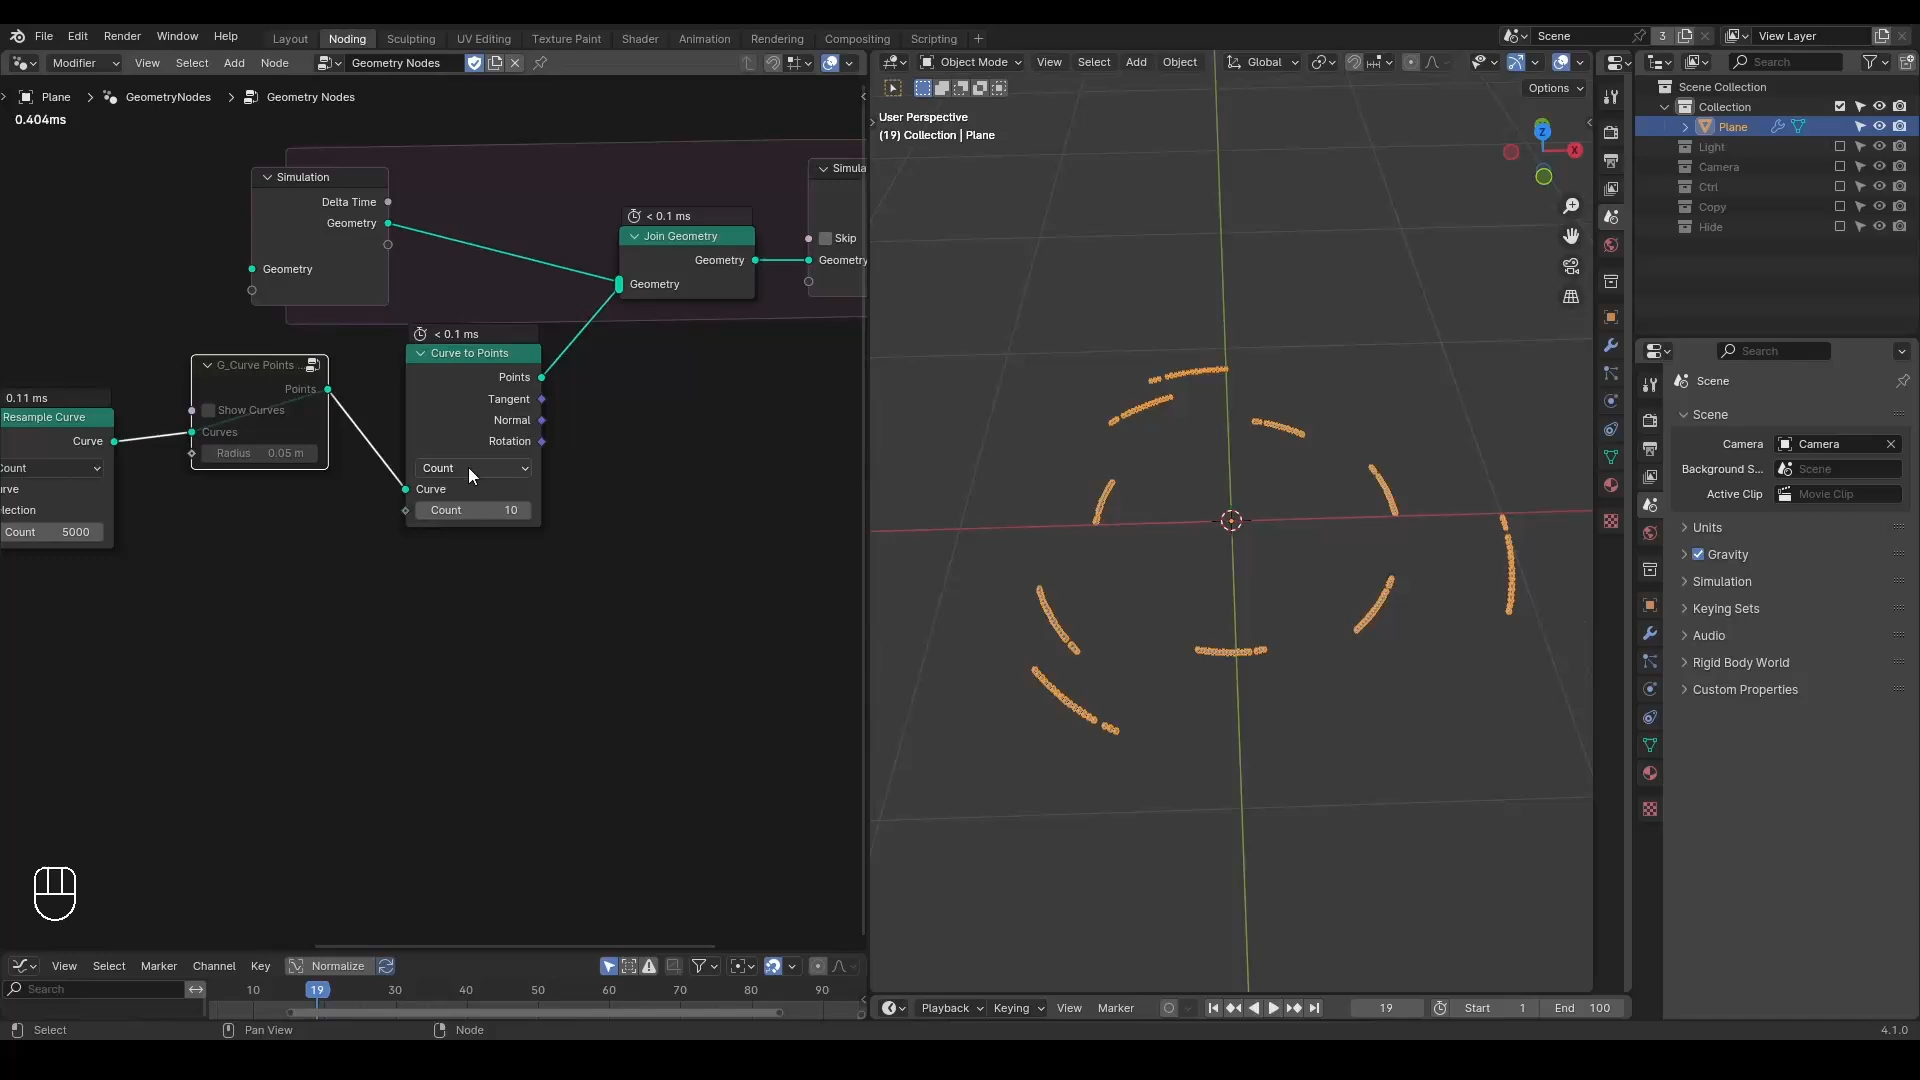 File Edit Render Window Help Layout Noding Sculpting UV Editing Texture Paint Shader Animation Rendering Compositing Scripting + Scene 3 View Layer
Modifier View Select Add Node Geometry Nodes
Object Mode View Select Add Object Global
Search
Plane > GeometryNodes > Geometry Nodes
0.404ms
Options
User Perspective
(19) Collection | Plane
X
Z
Scene Collection
Collection
Plane
Light
Camera
Ctrl
Copy
Hide
Simulation
Delta Time
Geometry
Geometry
< 0.1 ms
Join Geometry
Geometry
Geometry
Simula
Skip
Geometry
0.11 ms
Resample Curve
Curve
Count 5000
G_Curve Points ...
Points
Show Curves
Curves
Radius 0.05 m
< 0.1 ms
Curve to Points
Points
Tangent
Normal
Rotation
Count
Curve
Count 10
Search
Scene
Scene
Camera Camera
Background S... Scene
Active Clip Movie Clip
Units
Gravity
Simulation
Keying Sets
Audio
Rigid Body World
Custom Properties
View Select Marker Channel Key Normalize
Search
10 19 30 40 50 60 70 80 90
Playback Keying View Marker 19 Start 1 End 100
Select Pan View Node 4.1.0